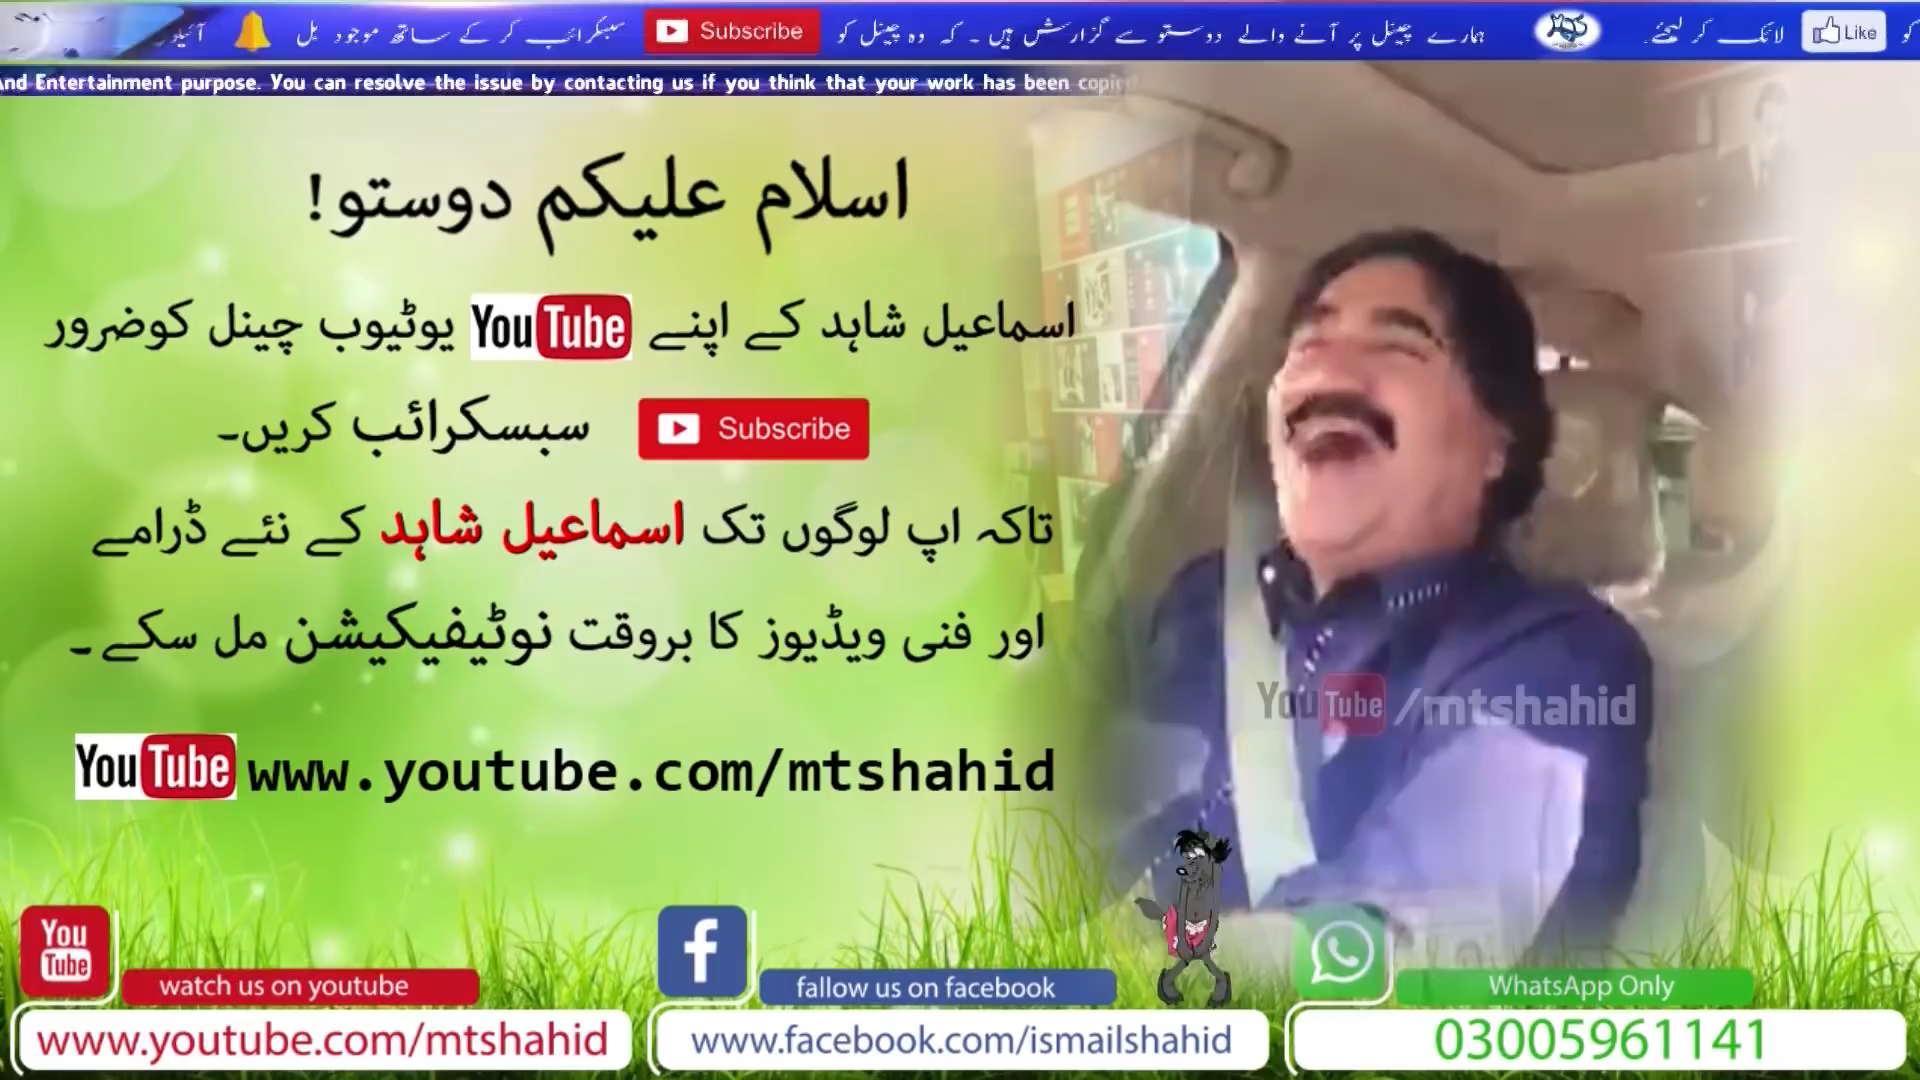 ہمارے چینل پر آنے والے دوستو سے گزارش ہیں ۔ کہ وہ چینل کو Subscribe سبسکرائب کر کے ساتھ موجود بل
کو Like لائک کر لیجئے
And Entertainment purpose. You can resolve the issue by contacting us if you think that your work has been
اسلام علیکم دوستو!
اسماعیل شاہد کے اپنے YouTube یوٹیوب چینل کوضرور
Subscribe سبسکرائب کریں۔
تاکہ اپ لوگوں تک اسماعیل شاہد کے نئے ڈرامے
اور فنی ویڈیوز کا بروقت نوٹیفیکیشن مل سکے ۔
YouTube /mtshahid
YouTube www.youtube.com/mtshahid
You Tube
watch us on youtube
www.youtube.com/mtshahid
f
fallow us on facebook
www.facebook.com/ismailshahid
WhatsApp Only
03005961141